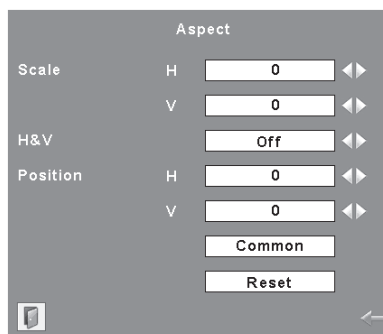 Aspect
Scale H 0
V 0
H&V Off
Position H 0
V 0
Common
Reset